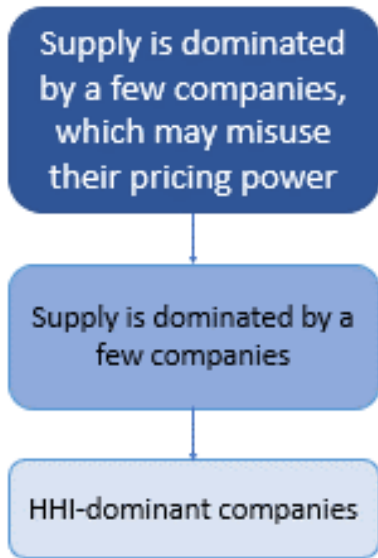 Supply is dominated
by a few companies,
which may misuse
their pricing power
Supply is dominated by a
few companies
HHI-dominant companies